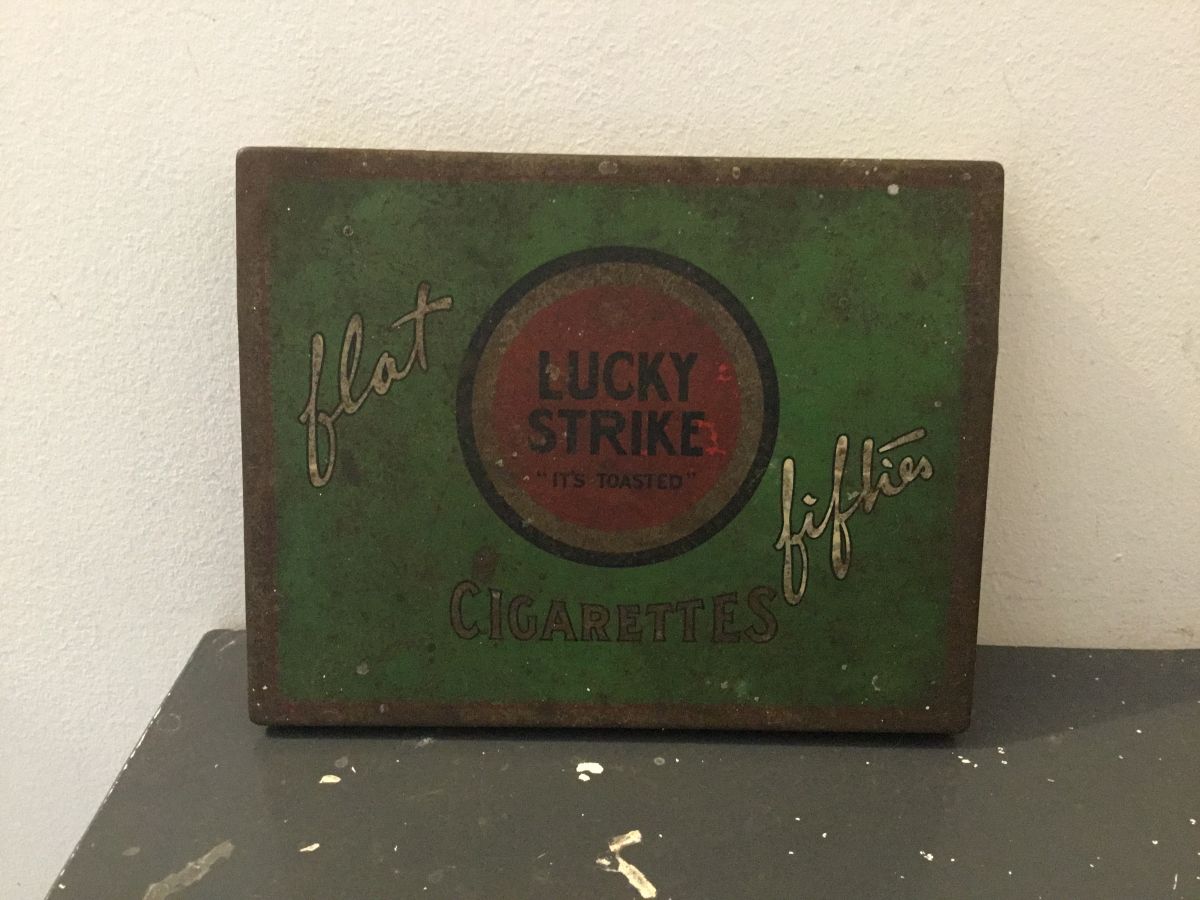 flat
LUCKY
STRIKE
"IT'S TOASTED"
fifties
CIGARETTES